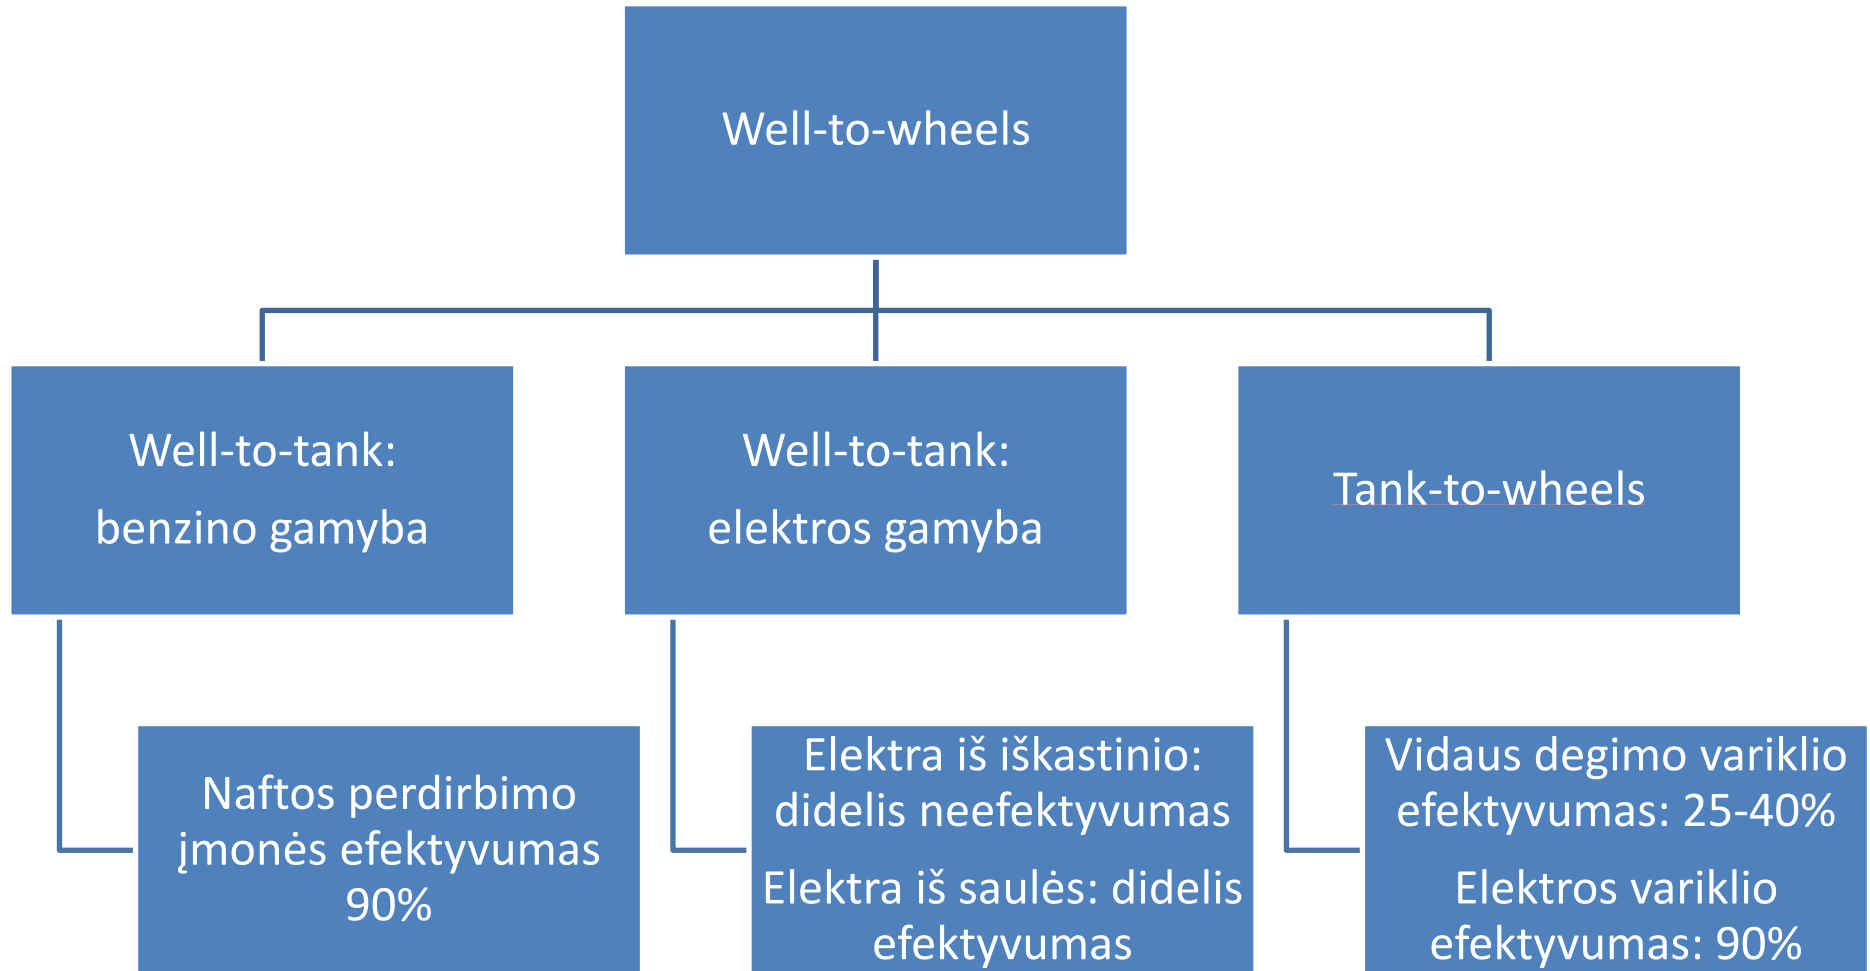 Well-to-wheels
Well-to-tank:
benzino gamyba
Well-to-tank:
elektros gamyba
Tank-to-wheels
Naftos perdirbimo
įmonės efektyvumas
90%
Elektra iš iškastinio:
didelis neefektyvumas
Elektra iš saulės: didelis
efektyvumas
Vidaus degimo variklio
efektyvumas: 25-40%
Elektros variklio
efektyvumas: 90%